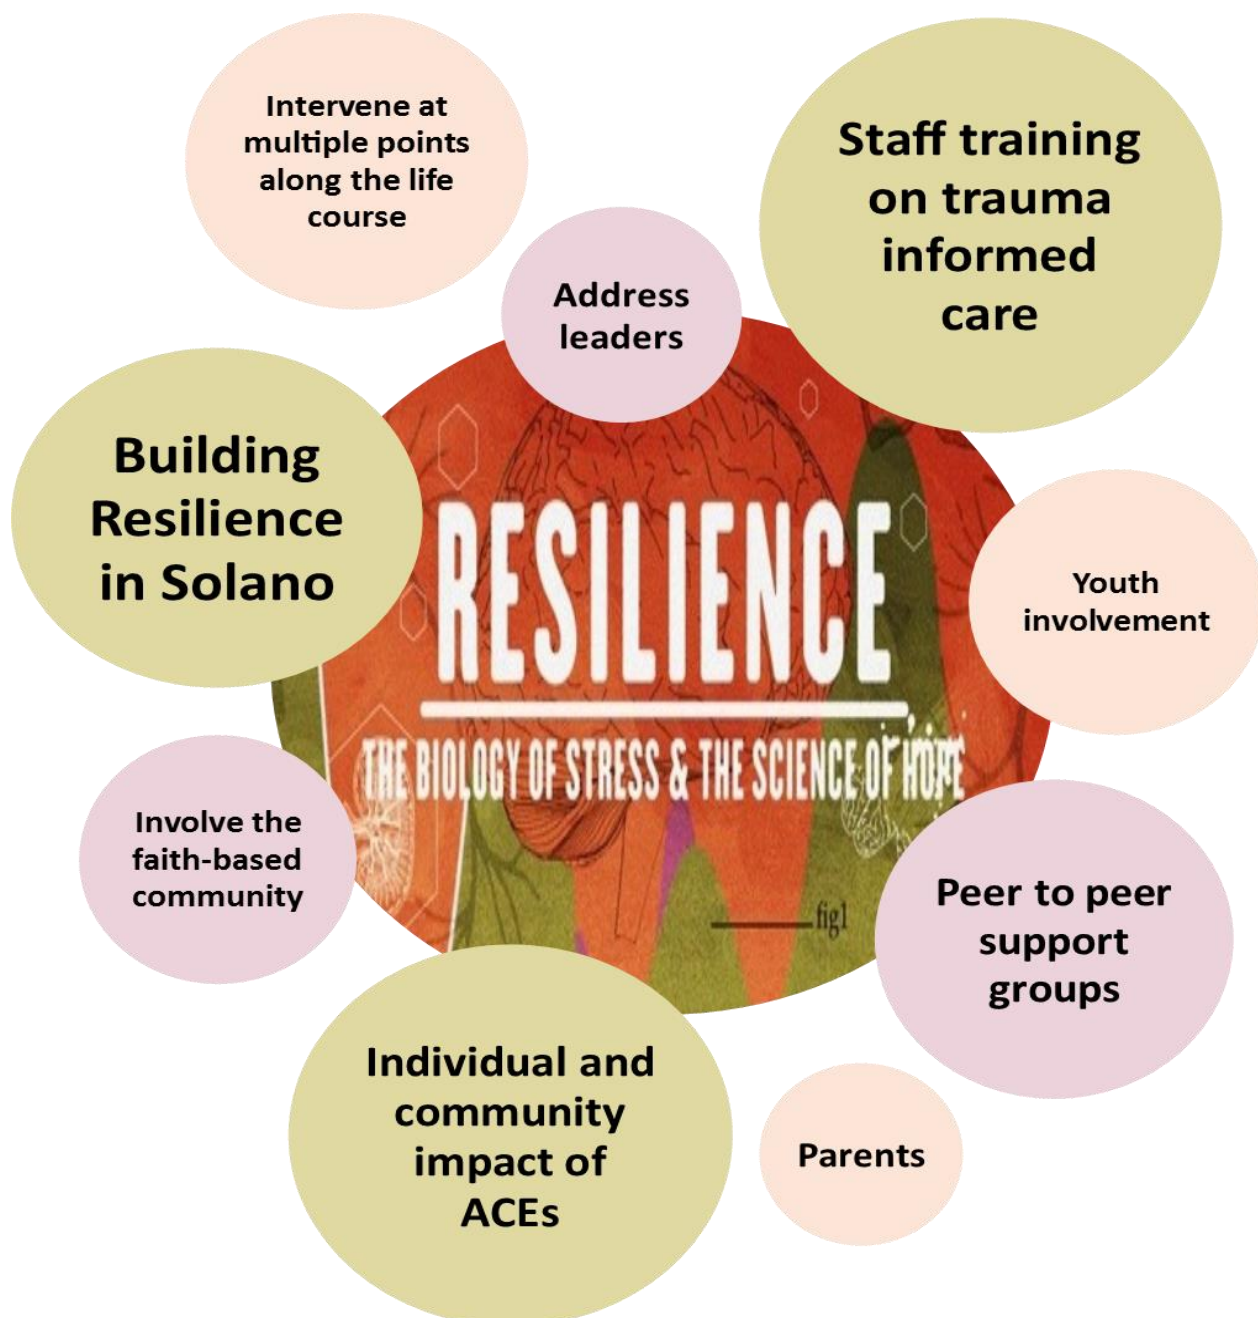 Intervene at
multiple points
along the life
course
Staff training
on trauma
informed
care
Address
leaders
Building
Resilience
in Solano
RESILIENCE
THE BIOLOGY OF STRESS & THE SCIENCE OF HOPE
Youth
involvement
Involve the
faith-based
community
Peer to peer
support
groups
fig1
Individual and
community
impact of
ACEs
Parents